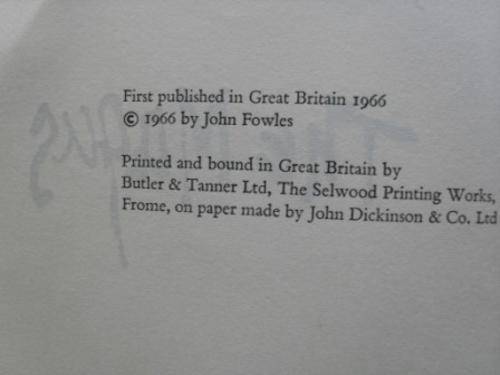 First published in Great Britain 1966
© 1966 by John Fowles
Printed and bound in Great Britain by
Butler & Tanner Ltd, The Selwood Printing Works,
Frome, on paper made by John Dickinson & Co. Ltd